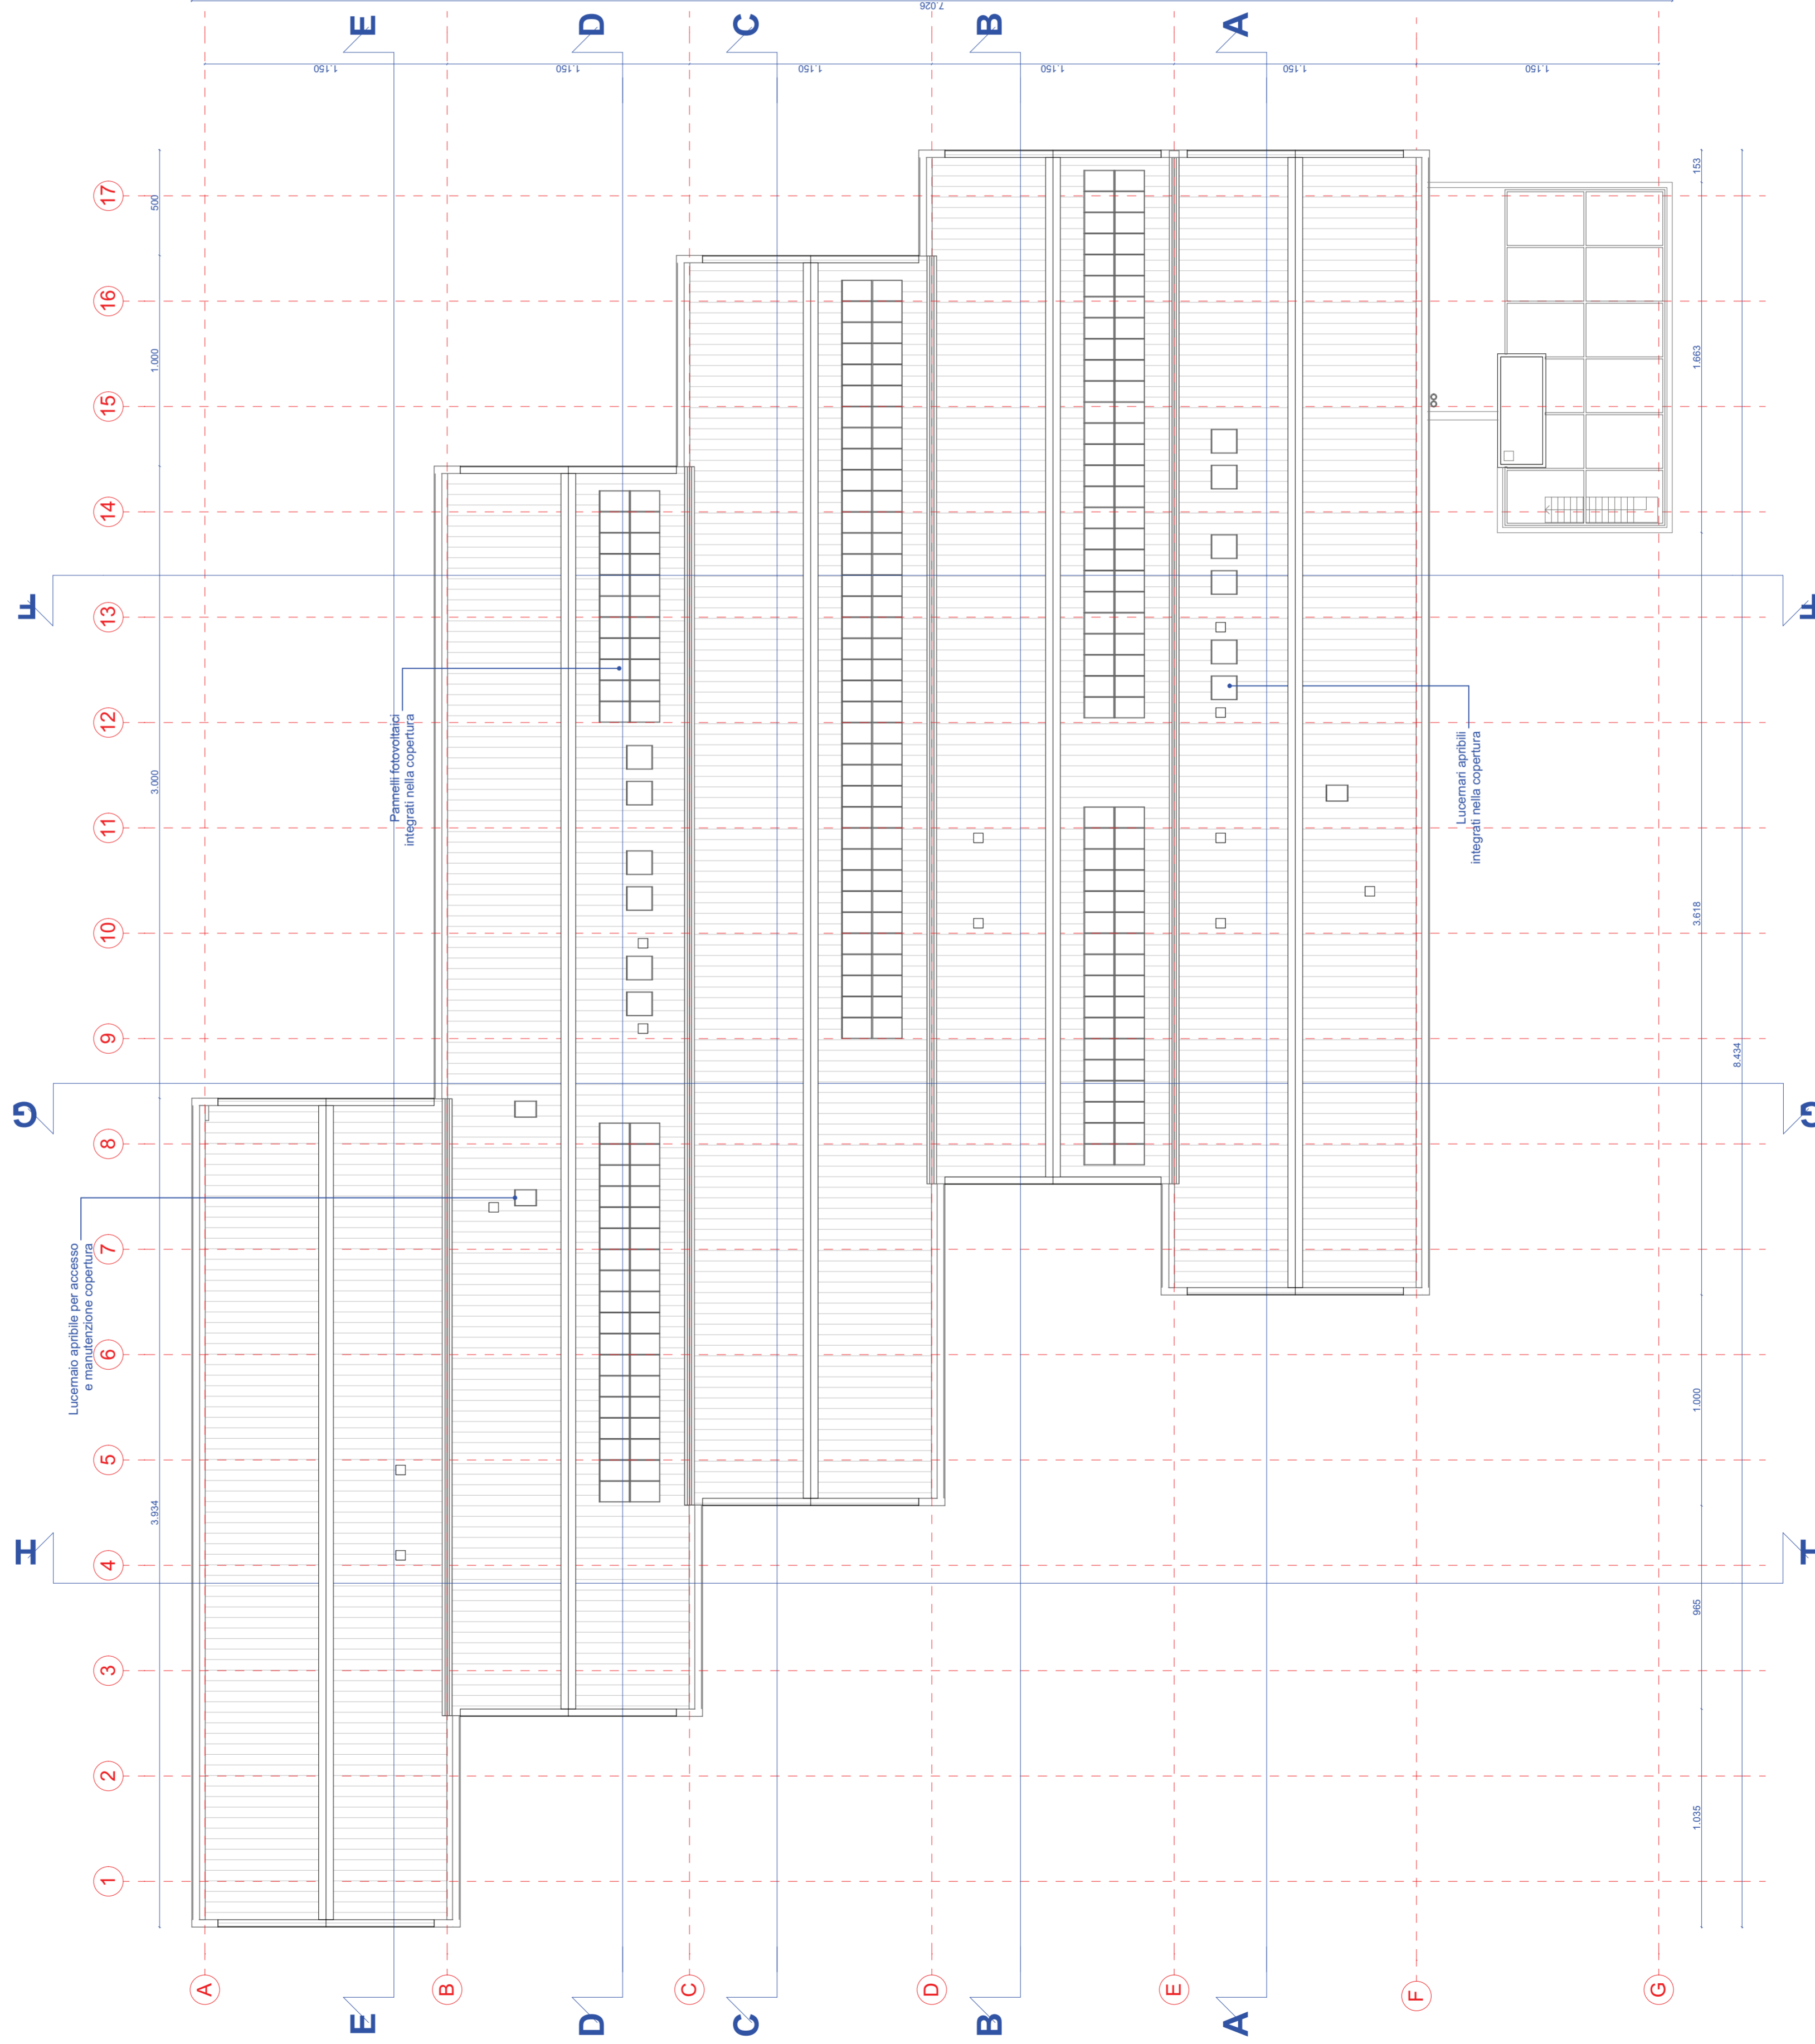 7.026
E
D
C
B
A
1.150
1.150
1.150
1.150
1.150
1.150
17
16
15
14
13
12
11
10
9
8
7
6
5
4
3
2
1
500
1.000
3.000
3.934
153
1.663
3.618
1.000
965
1.035
8.434
F
F
G
G
H
H
Pannelli fotovoltaici
integrati nella copertura
Lucernari apribili
integrati nella copertura
Lucernaio apribile per accesso
e manutenzione copertura
A
B
C
D
E
F
G
E
D
C
B
A